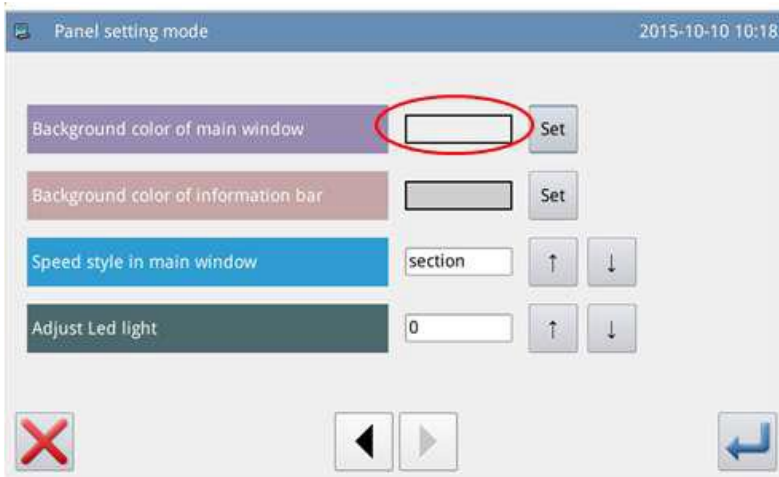 Panel setting mode 2015-10-10 10:18
Background color of main window Set
Background color of information bar Set
Speed style in main window section ↑ ↓
Adjust Led light 0 ↑ ↓